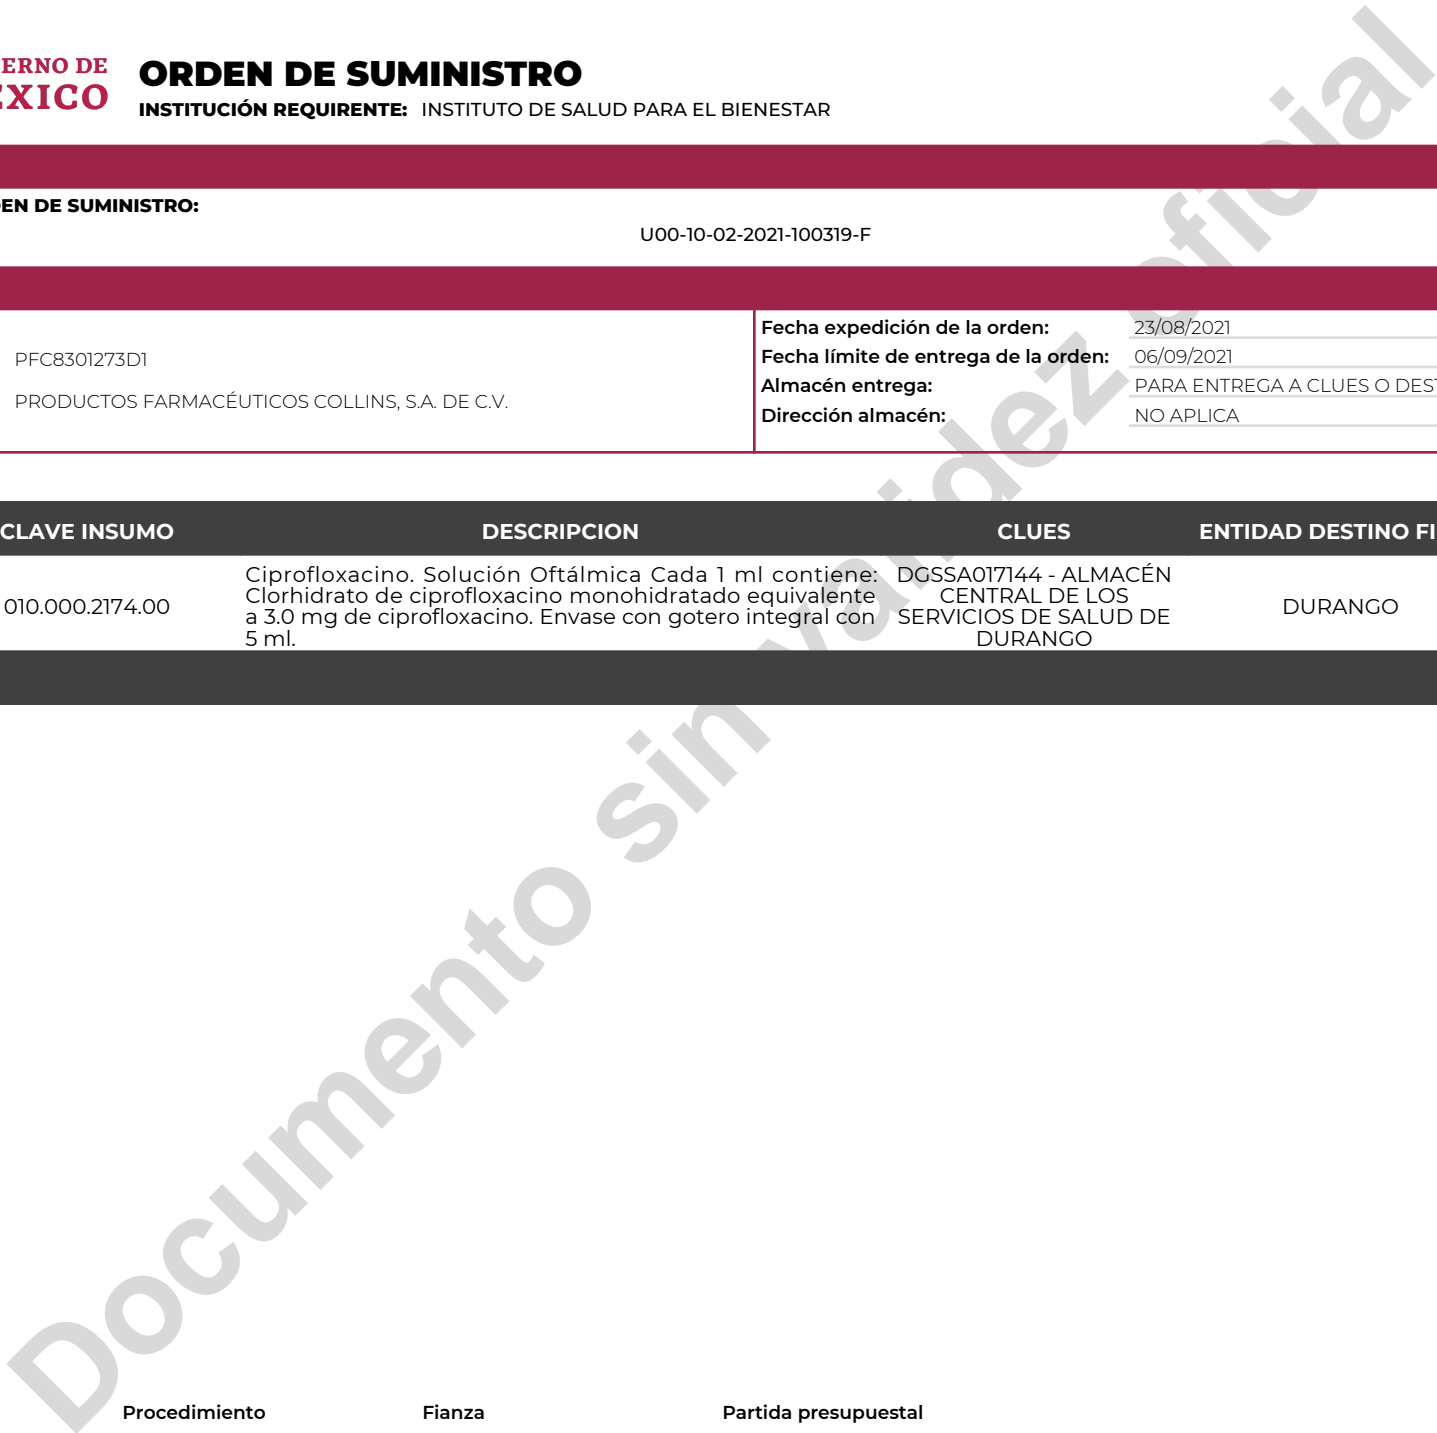 ERNO DE
EXICO
ORDEN DE SUMINISTRO
INSTITUCIÓN REQUIRENTE: INSTITUTO DE SALUD PARA EL BIENESTAR
EN DE SUMINISTRO:
U00-10-02-2021-100319-F
PFC8301273D1
PRODUCTOS FARMACÉUTICOS COLLINS, S.A. DE C.V.
Fecha expedición de la orden: 23/08/2021
Fecha límite de entrega de la orden: 06/09/2021
Almacén entrega: PARA ENTREGA A CLUES O DEST
Dirección almacén: NO APLICA
CLAVE INSUMO DESCRIPCION CLUES ENTIDAD DESTINO FI
010.000.2174.00
Ciprofloxacino. Solución Oftálmica Cada 1 ml contiene:
Clorhidrato de ciprofloxacino monohidratado equivalente
a 3.0 mg de ciprofloxacino. Envase con gotero integral con
5 ml.
DGSSA017144 - ALMACÉN
CENTRAL DE LOS
SERVICIOS DE SALUD DE
DURANGO
DURANGO
Documento sin validez oficial
Procedimiento Fianza Partida presupuestal